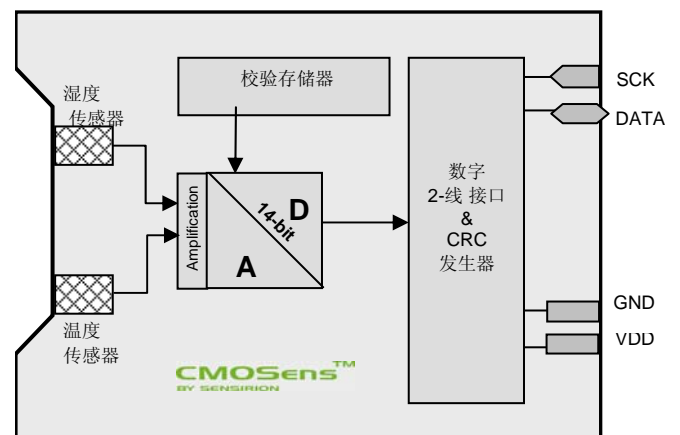 湿度
传感器
校验存储器
SCK
DATA
数字
2-线 接口
&
CRC
发生器
Amplification
14-bit
D
A
GND
VDD
温度
传感器
CMOSens™
BY SENSIRION